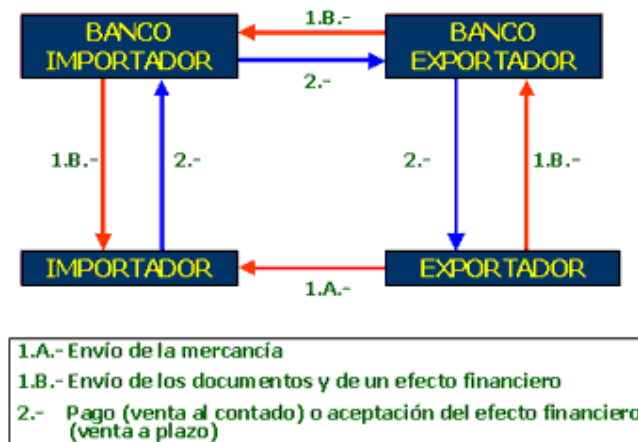 1.B.-
BANCO
IMPORTADOR
BANCO
EXPORTADOR
2.-
1.B.-
2.-
2.-
1.B.-
IMPORTADOR
EXPORTADOR
1.A.-
1.A.- Envío de la mercancía
1.B.- Envío de los documentos y de un efecto financiero
2.- Pago (venta al contado) o aceptación del efecto financiero
(venta a plazo)